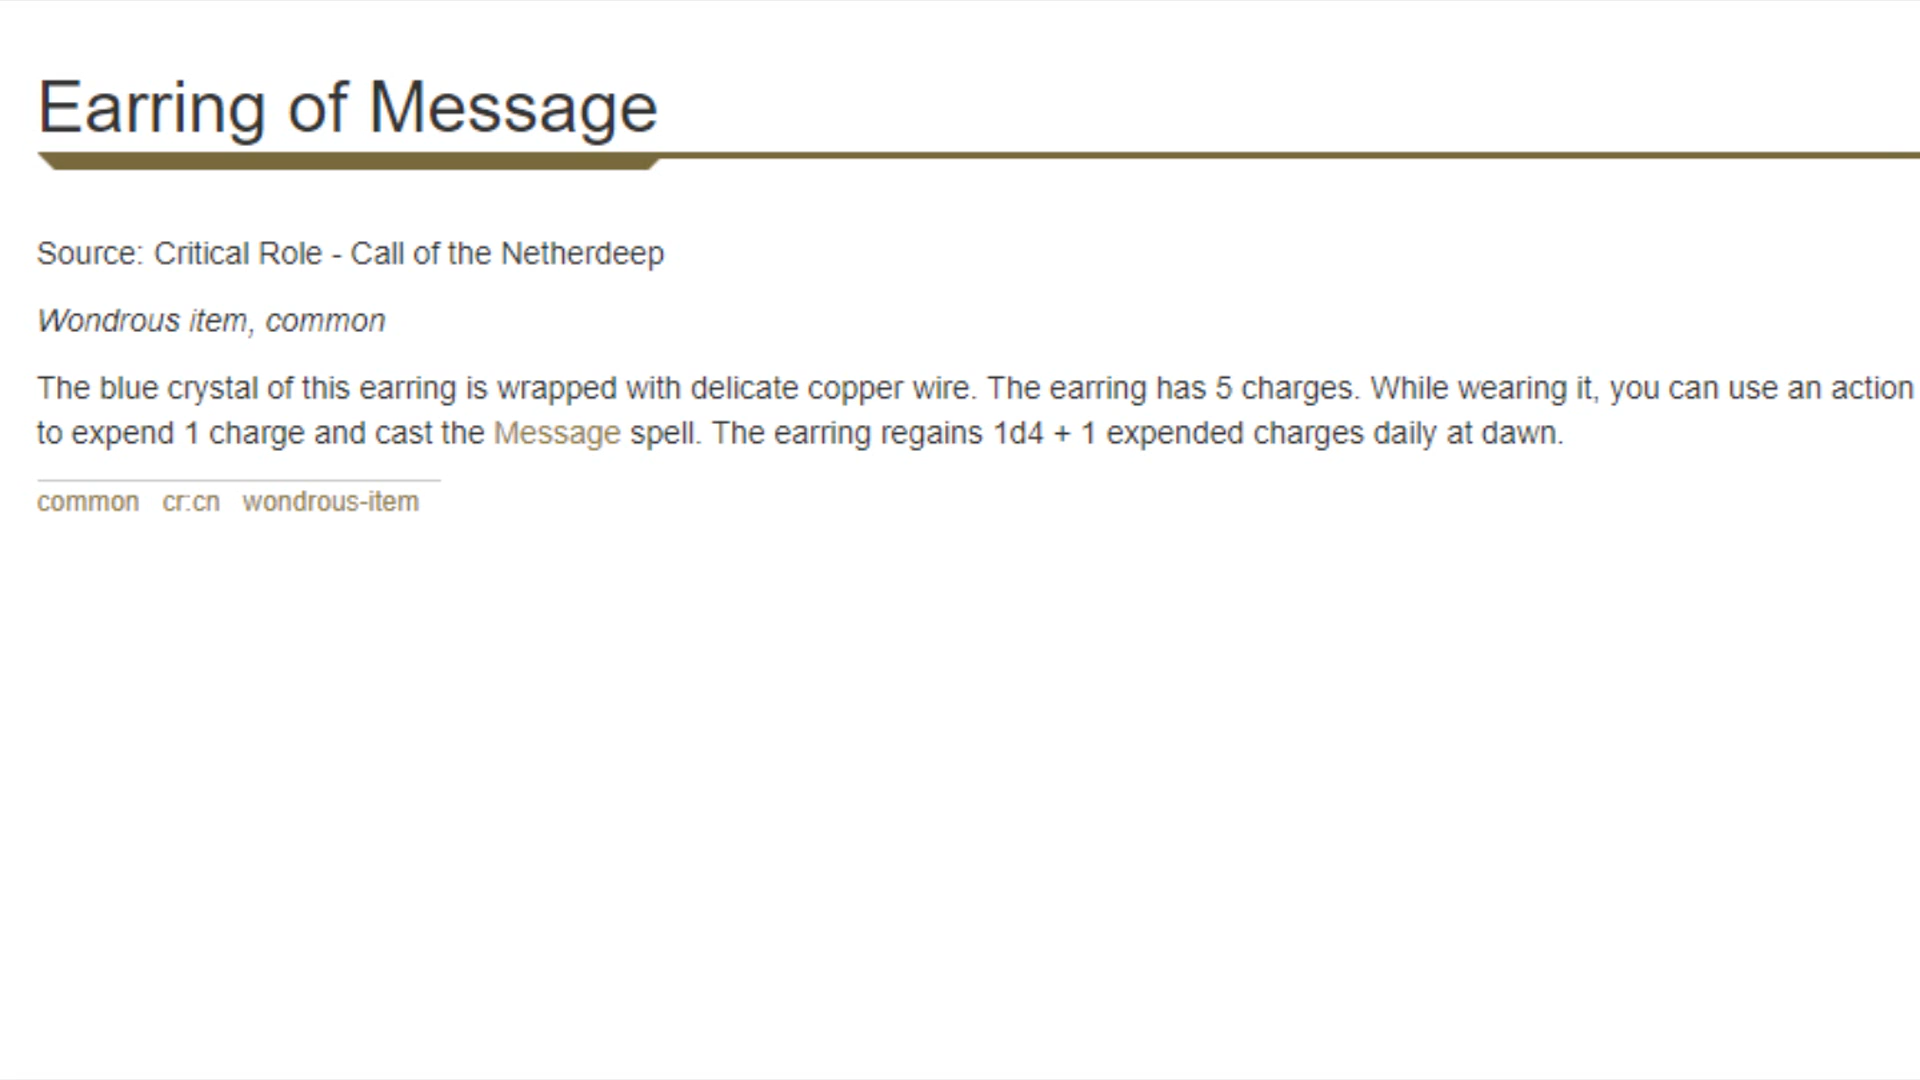 Earring of Message
Source: Critical Role - Call of the Netherdeep
Wondrous item, common
The blue crystal of this earring is wrapped with delicate copper wire. The earring has 5 charges. While wearing it, you can use an action
to expend 1 charge and cast the Message spell. The earring regains 1d4 + 1 expended charges daily at dawn.
common cr:cn wondrous-item